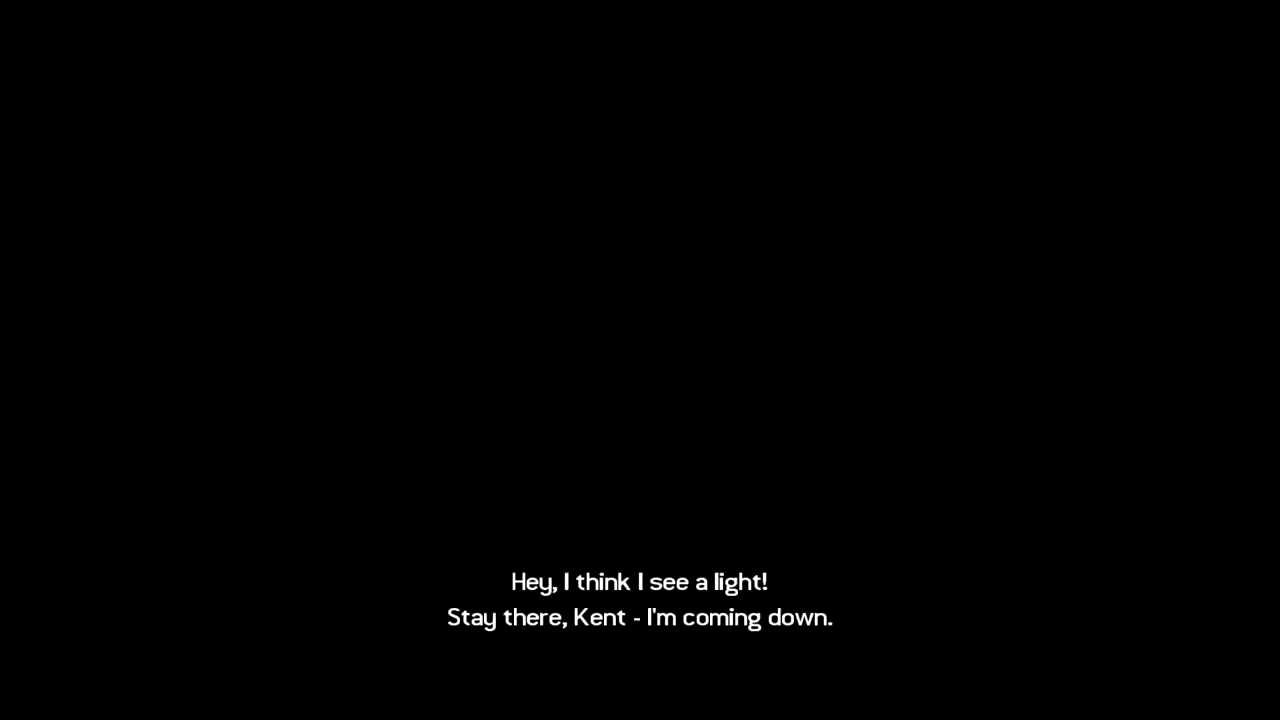 Hey, I think I see a light!
Stay there, Kent - I'm coming down.